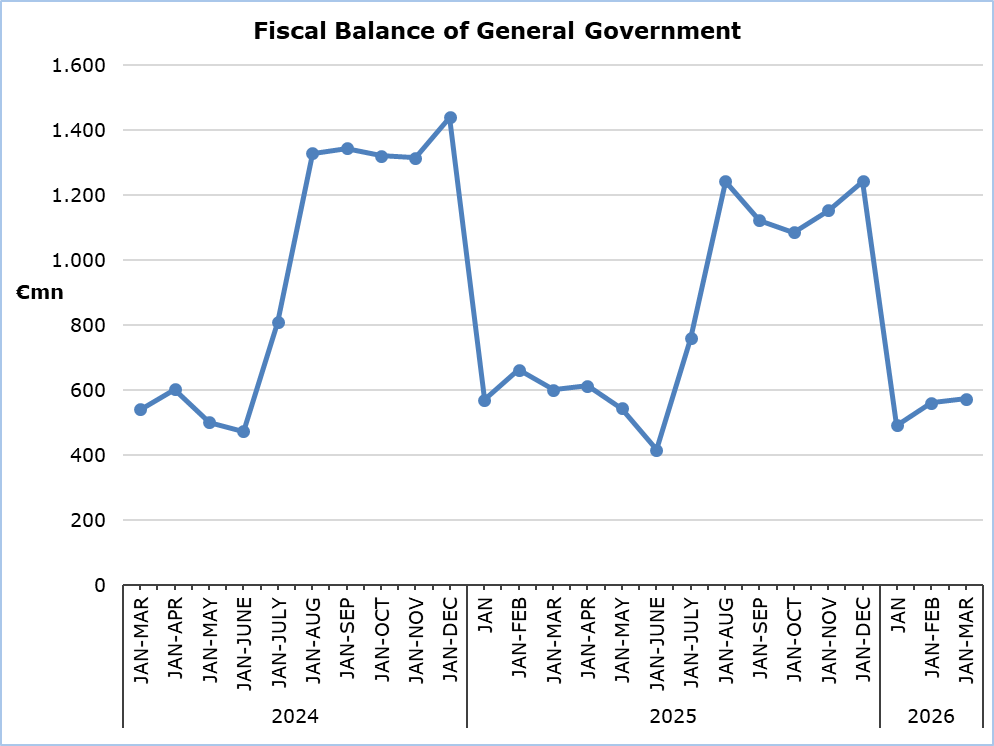 Fiscal Balance of General Government
1.600
1.400
1.200
1.000
€mn
800
600
400
200
0
JAN-MAR
JAN-APR
JAN-MAY
JAN-JUNE
JAN-JULY
JAN-AUG
JAN-SEP
JAN-OCT
JAN-NOV
JAN-DEC
JAN
JAN-FEB
JAN-MAR
JAN-APR
JAN-MAY
JAN-JUNE
JAN-JULY
JAN-AUG
JAN-SEP
JAN-OCT
JAN-NOV
JAN-DEC
JAN
JAN-FEB
JAN-MAR
2024
2025
2026